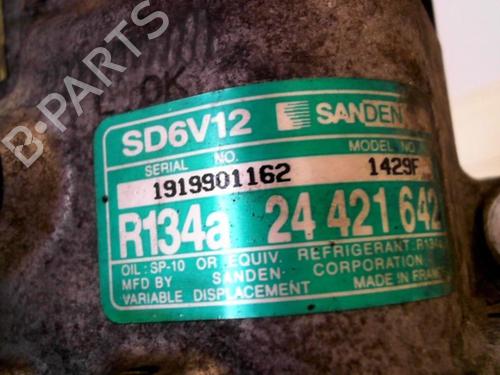 B-PARTS
OK
SD6V12 SANDEN
SERIAL NO. MODEL NO.
1919901162 1429F
R134a 24 421 642
OIL: SP-10 OR EQUIV. REFRIGERANT: R134a
MFD BY SANDEN CORPORATION
VARIABLE DISPLACEMENT MADE IN FRANCE